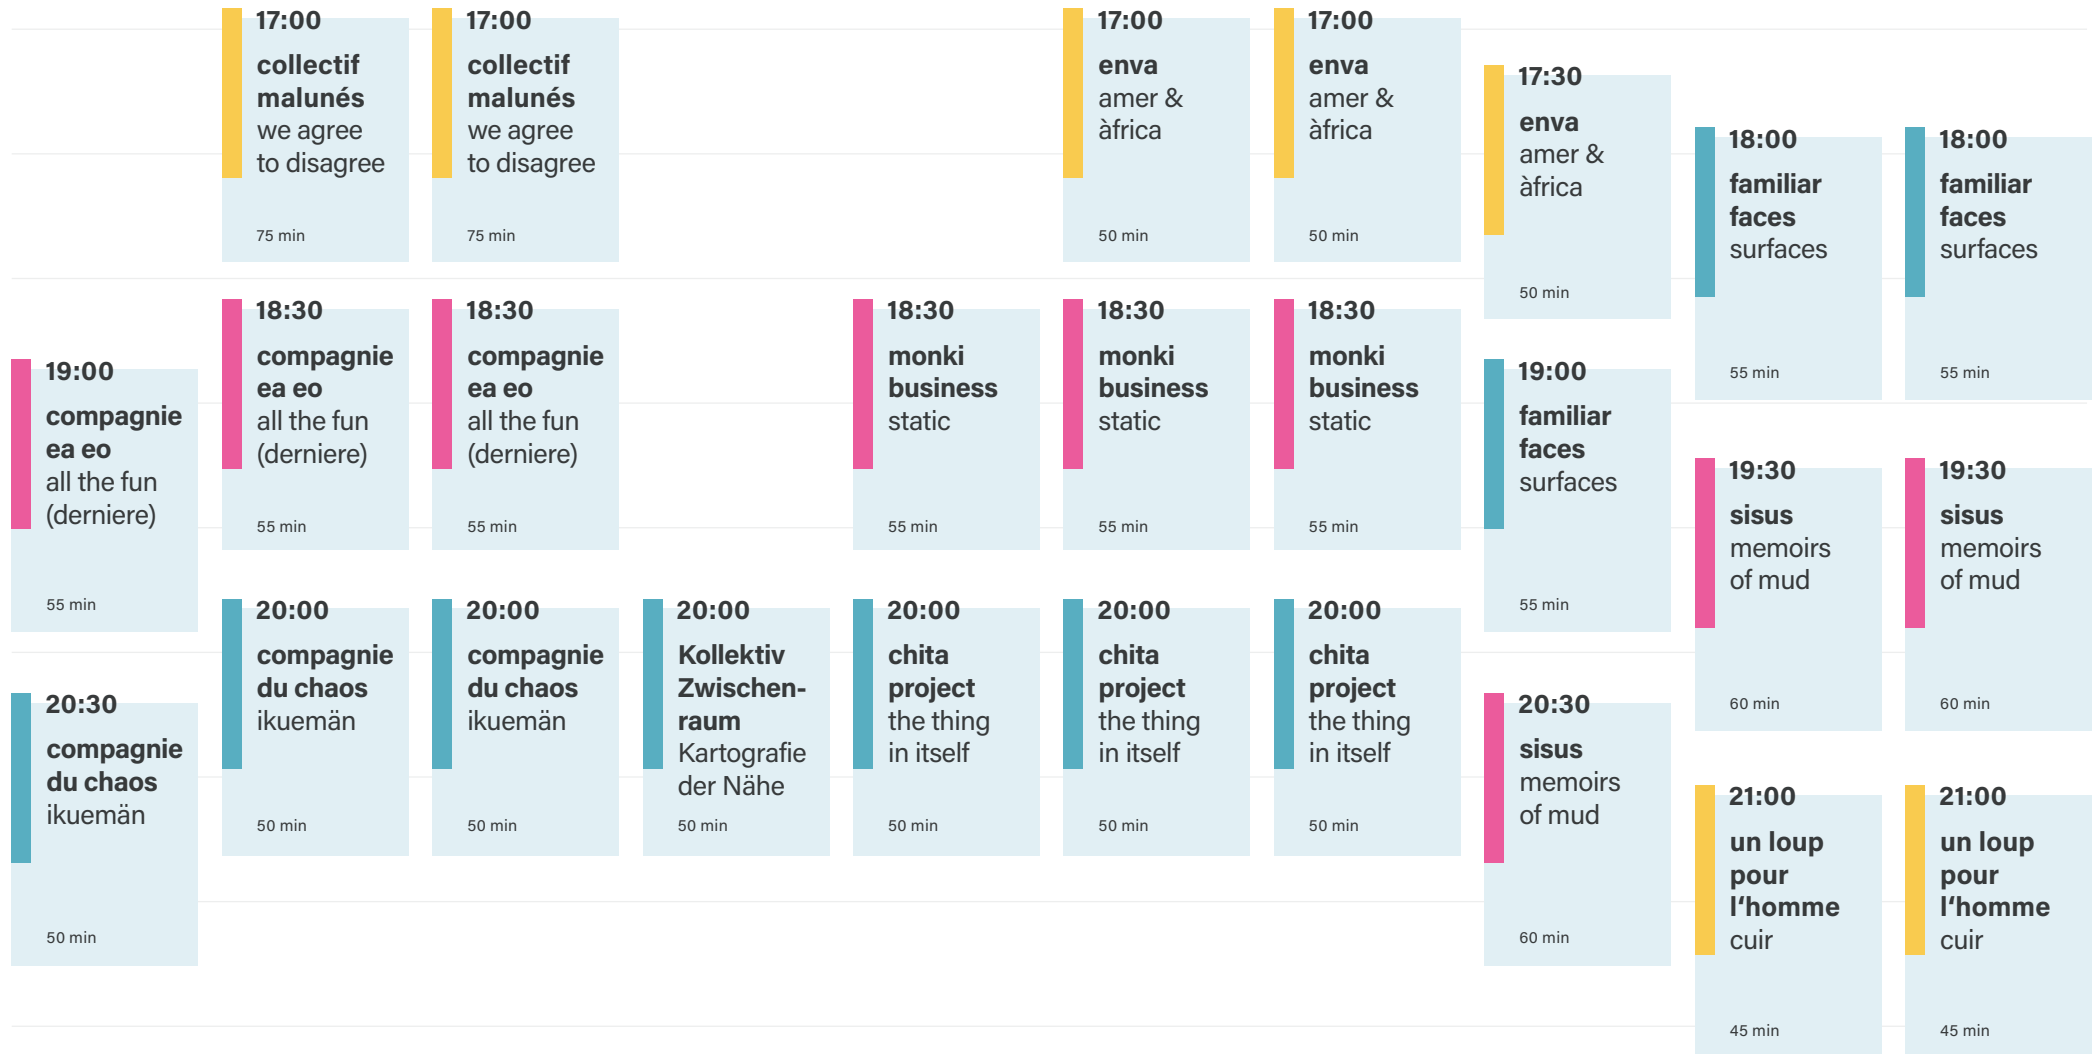 19:00
compagnie
ea eo
all the fun
(derniere)
55 min
20:30
compagnie
du chaos
ikuemän
50 min
17:00
collectif
malunés
we agree
to disagree
75 min
18:30
compagnie
ea eo
all the fun
(derniere)
55 min
20:00
compagnie
du chaos
ikuemän
50 min
17:00
collectif
malunés
we agree
to disagree
75 min
18:30
compagnie
ea eo
all the fun
(derniere)
55 min
20:00
compagnie
du chaos
ikuemän
50 min
20:00
Kollektiv
Zwischen-
raum
Kartografie
der Nähe
50 min
18:30
monki
business
static
55 min
20:00
chita
project
the thing
in itself
50 min
17:00
enva
amer &
àfrica
50 min
18:30
monki
business
static
55 min
20:00
chita
project
the thing
in itself
50 min
17:00
enva
amer &
àfrica
50 min
18:30
monki
business
static
55 min
20:00
chita
project
the thing
in itself
50 min
17:30
enva
amer &
àfrica
50 min
19:00
familiar
faces
surfaces
55 min
20:30
sisus
memoirs
of mud
60 min
18:00
familiar
faces
surfaces
55 min
19:30
sisus
memoirs
of mud
60 min
21:00
un loup
pour
l‘homme
cuir
45 min
18:00
familiar
faces
surfaces
55 min
19:30
sisus
memoirs
of mud
60 min
21:00
un loup
pour
l‘homme
cuir
45 min